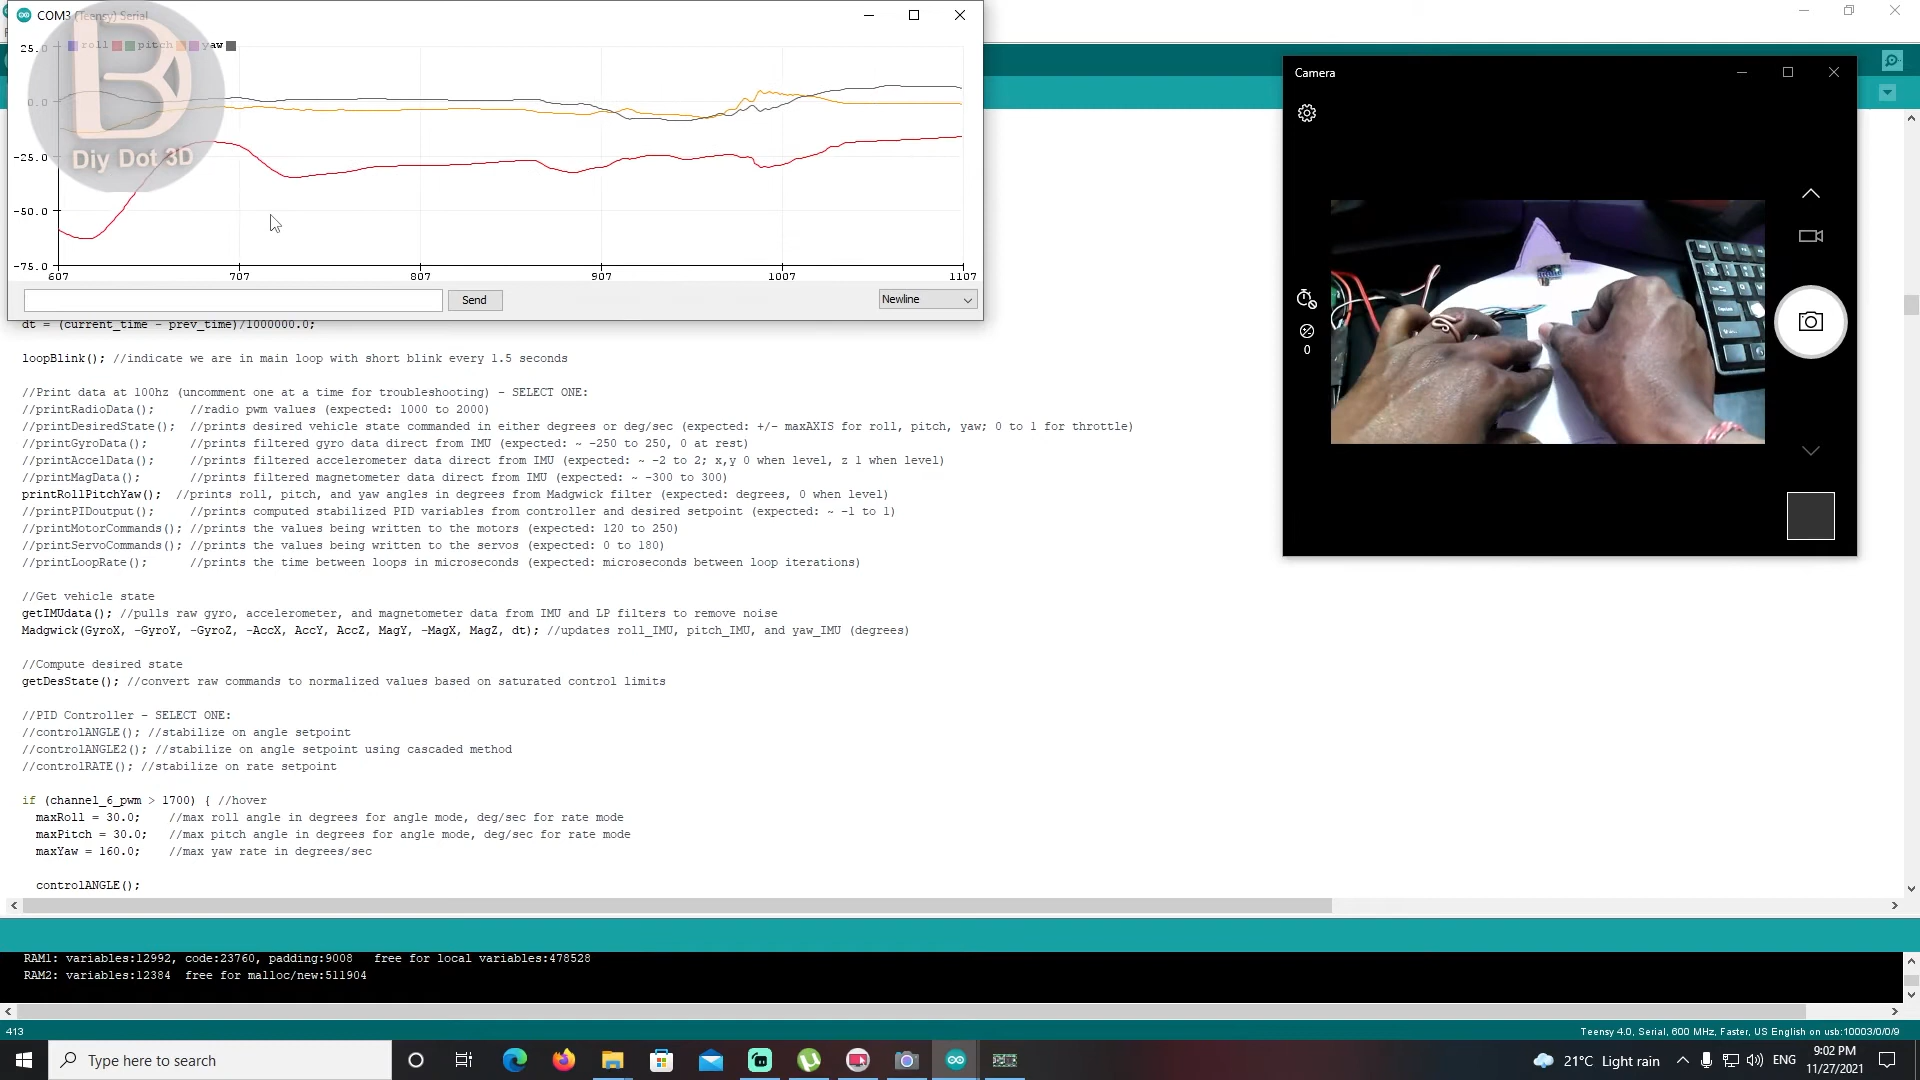 COM3 (Teensy) Serial
roll pitch yaw
25.0
0.0
-25.0
-50.0
-75.0
607 707 807 907 1007 1107
Diy Dot 3D
Send
Newline
Camera
0
dt = (current_time - prev_time)/1000000.0;
loopBlink(); //indicate we are in main loop with short blink every 1.5 seconds
//Print data at 100hz (uncomment one at a time for troubleshooting) - SELECT ONE:
//printRadioData();     //radio pwm values (expected: 1000 to 2000)
//printDesiredState();  //prints desired vehicle state commanded in either degrees or deg/sec (expected: +/- maxAXIS for roll, pitch, yaw; 0 to 1 for throttle)
//printGyroData();      //prints filtered gyro data direct from IMU (expected: ~ -250 to 250, 0 at rest)
//printAccelData();     //prints filtered accelerometer data direct from IMU (expected: ~ -2 to 2; x,y 0 when level, z 1 when level)
//printMagData();       //prints filtered magnetometer data direct from IMU (expected: ~ -300 to 300)
printRollPitchYaw();  //prints roll, pitch, and yaw angles in degrees from Madgwick filter (expected: degrees, 0 when level)
//printPIDoutput();     //prints computed stabilized PID variables from controller and desired setpoint (expected: ~ -1 to 1)
//printMotorCommands(); //prints the values being written to the motors (expected: 120 to 250)
//printServoCommands(); //prints the values being written to the servos (expected: 0 to 180)
//printLoopRate();      //prints the time between loops in microseconds (expected: microseconds between loop iterations)
//Get vehicle state
getIMUdata(); //pulls raw gyro, accelerometer, and magnetometer data from IMU and LP filters to remove noise
Madgwick(GyroX, -GyroY, -GyroZ, -AccX, AccY, AccZ, MagY, -MagX, MagZ, dt); //updates roll_IMU, pitch_IMU, and yaw_IMU (degrees)
//Compute desired state
getDesState(); //convert raw commands to normalized values based on saturated control limits
//PID Controller - SELECT ONE:
//controlANGLE(); //stabilize on angle setpoint
//controlANGLE2(); //stabilize on angle setpoint using cascaded method
//controlRATE(); //stabilize on rate setpoint
if (channel_6_pwm > 1700) { //hover
maxRoll = 30.0;    //max roll angle in degrees for angle mode, deg/sec for rate mode
maxPitch = 30.0;   //max pitch angle in degrees for angle mode, deg/sec for rate mode
maxYaw = 160.0;    //max yaw rate in degrees/sec
controlANGLE();
RAM1: variables:12992, code:23760, padding:9008   free for local variables:478528
RAM2: variables:12384  free for malloc/new:511904
413
Teensy 4.0, Serial, 600 MHz, Faster, US English on usb:10003/0/0/9
Type here to search
21°C Light rain
ENG
9:02 PM
11/27/2021